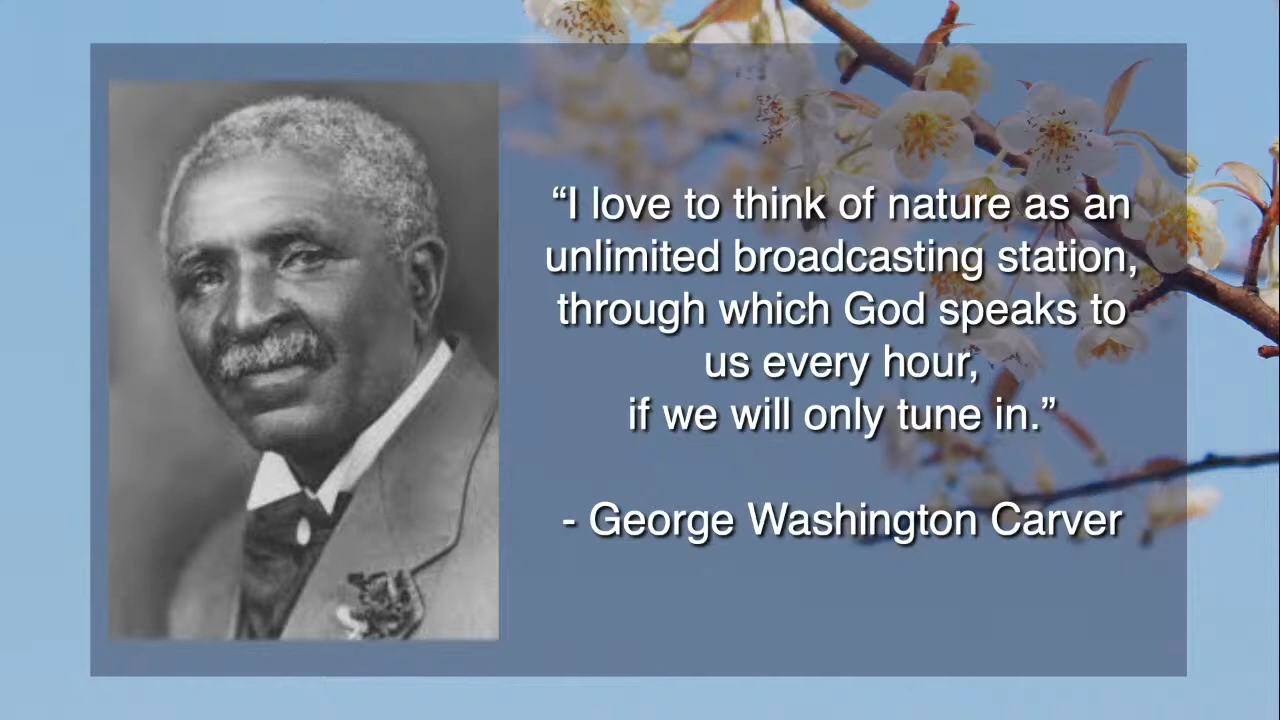 “I love to think of nature as an
unlimited broadcasting station,
through which God speaks to
us every hour,
if we will only tune in.”
- George Washington Carver